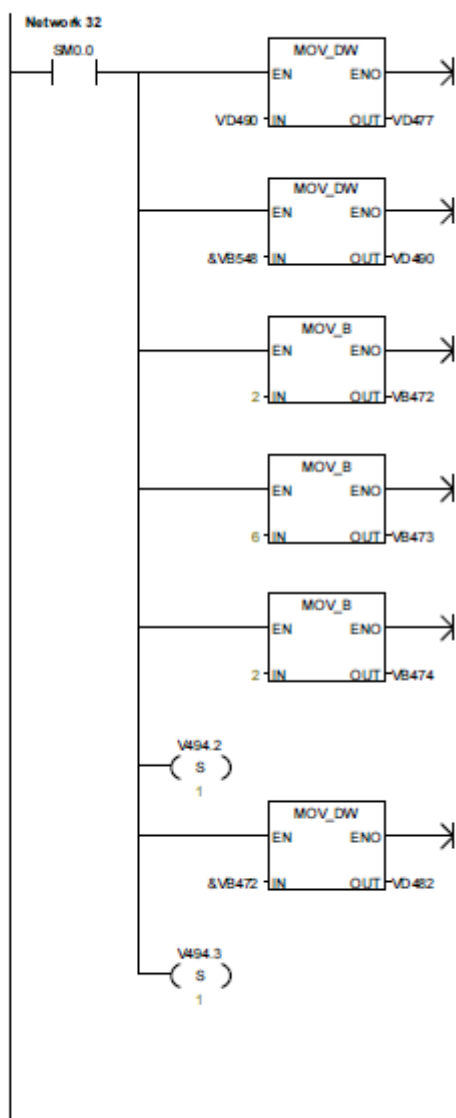 Network 32
SM0.0
MOV_DW
EN ENO
VD490 IN OUT VD477
MOV_DW
EN ENO
&VB548 IN OUT VD490
MOV_B
EN ENO
2 IN OUT VB472
MOV_B
EN ENO
6 IN OUT VB473
MOV_B
EN ENO
2 IN OUT VB474
V494.2
S
1
MOV_DW
EN ENO
&VB472 IN OUT VD482
V494.3
S
1